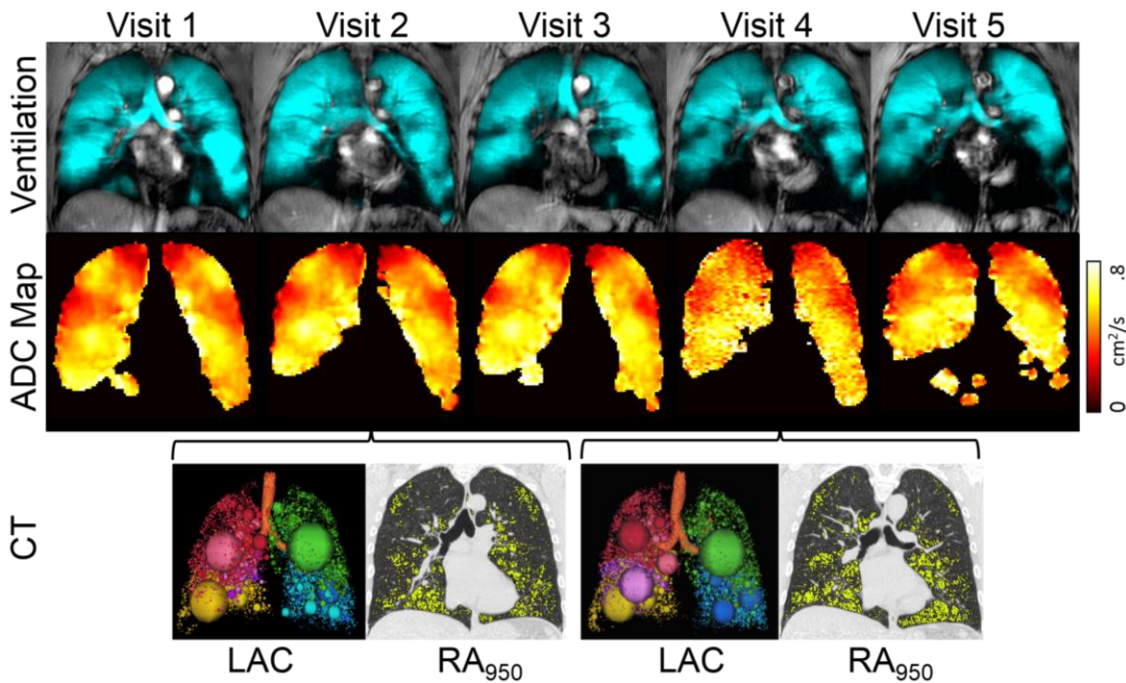 Visit 1 Visit 2 Visit 3 Visit 4 Visit 5
Ventilation
ADC Map
.8
cm²/s
0
CT
LAC RA₉₅₀ LAC RA₉₅₀